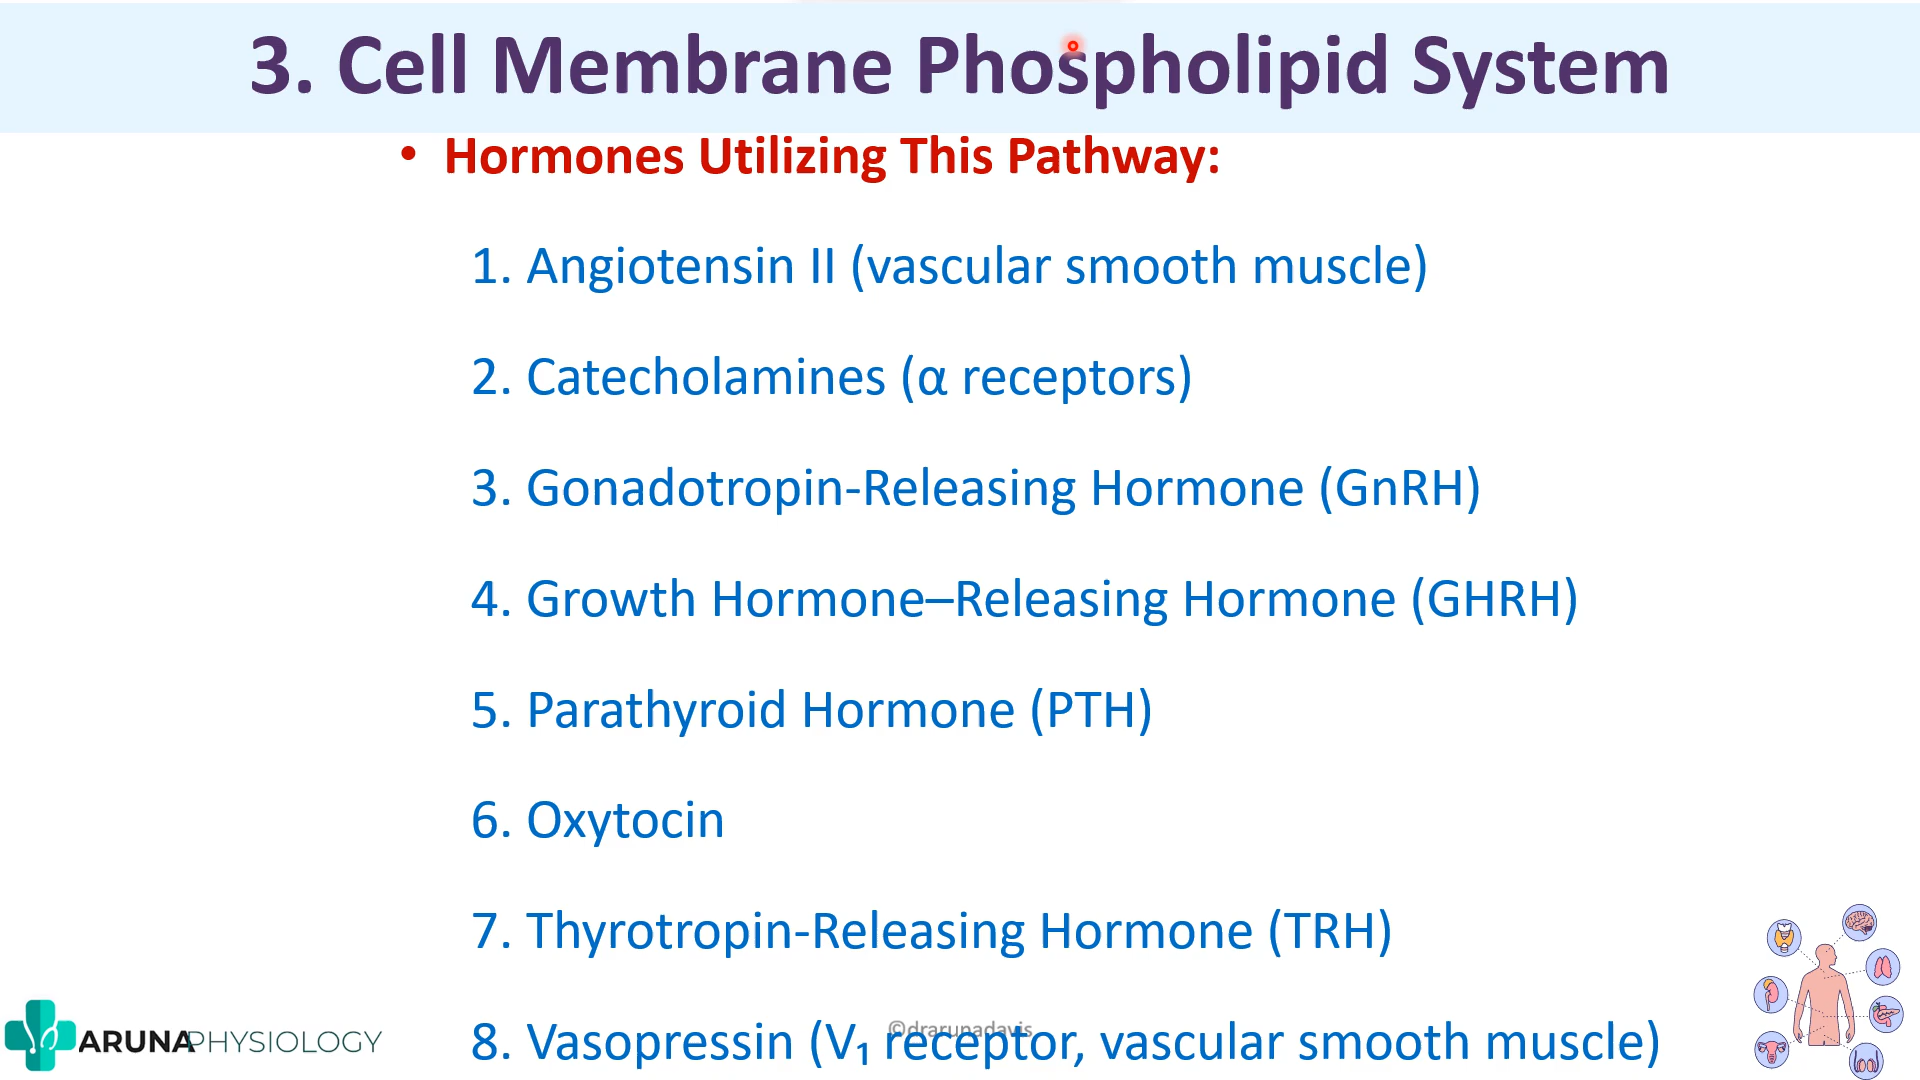 3. Cell Membrane Phospholipid System
• Hormones Utilizing This Pathway:
1. Angiotensin II (vascular smooth muscle)
2. Catecholamines (α receptors)
3. Gonadotropin-Releasing Hormone (GnRH)
4. Growth Hormone–Releasing Hormone (GHRH)
5. Parathyroid Hormone (PTH)
6. Oxytocin
7. Thyrotropin-Releasing Hormone (TRH)
8. Vasopressin (V₁ receptor, vascular smooth muscle)
©drarunadavis
ARUNAPHYSIOLOGY